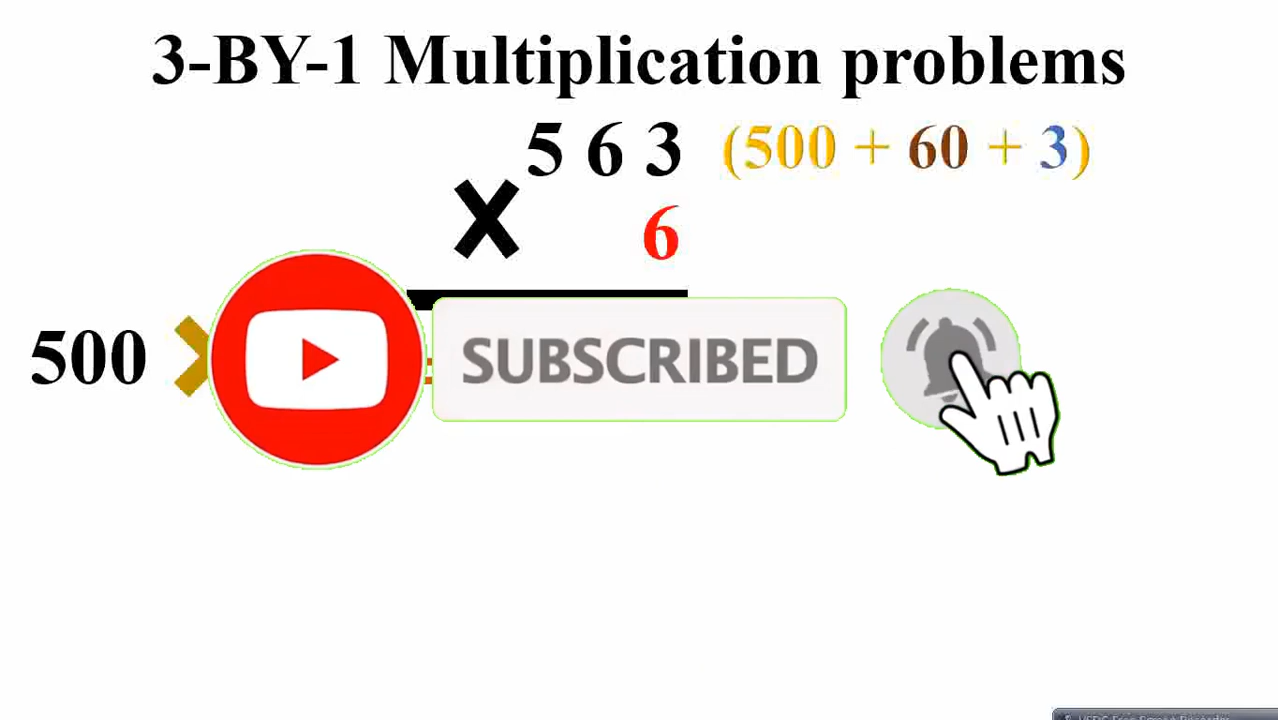 3-BY-1 Multiplication problems
5 6 3 (500 + 60 + 3)
× 6
500 ×
=
SUBSCRIBED